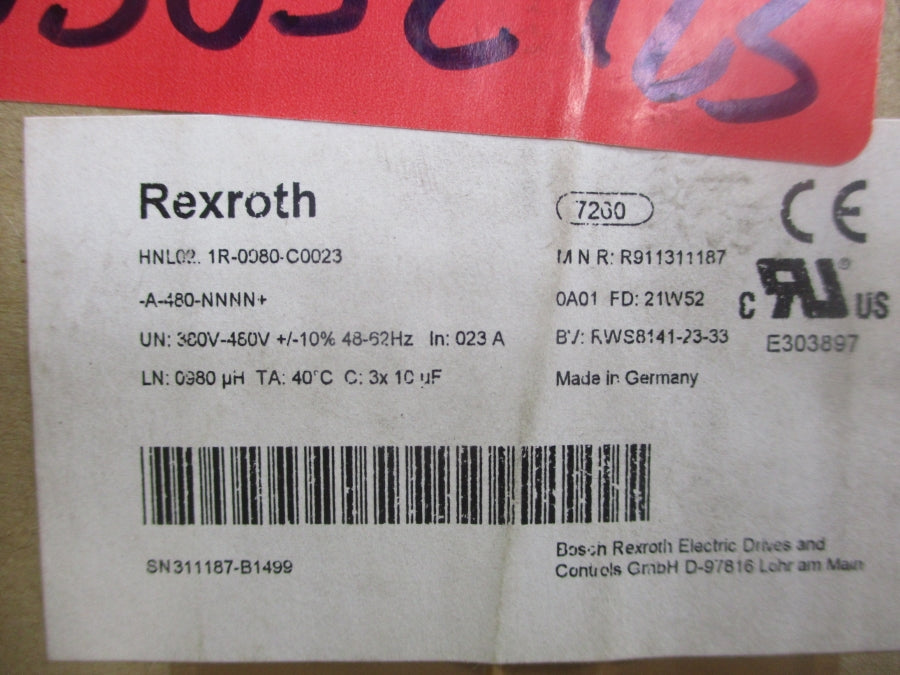 Rexroth
HNL02. 1R-0980-C0023
-A-480-NNNN+
UN: 380V-480V +/-10% 48-62Hz In: 023 A
LN: 0980 µH TA: 40°C C: 3x 10 µF
SN311187-B1499
7260
MNR: R911311187
0A01 FD: 21W52
BV: RWS8141-23-33
Made in Germany
CE
c RU US
E303897
Bosch Rexroth Electric Drives and
Controls GmbH D-97816 Lohr am Main